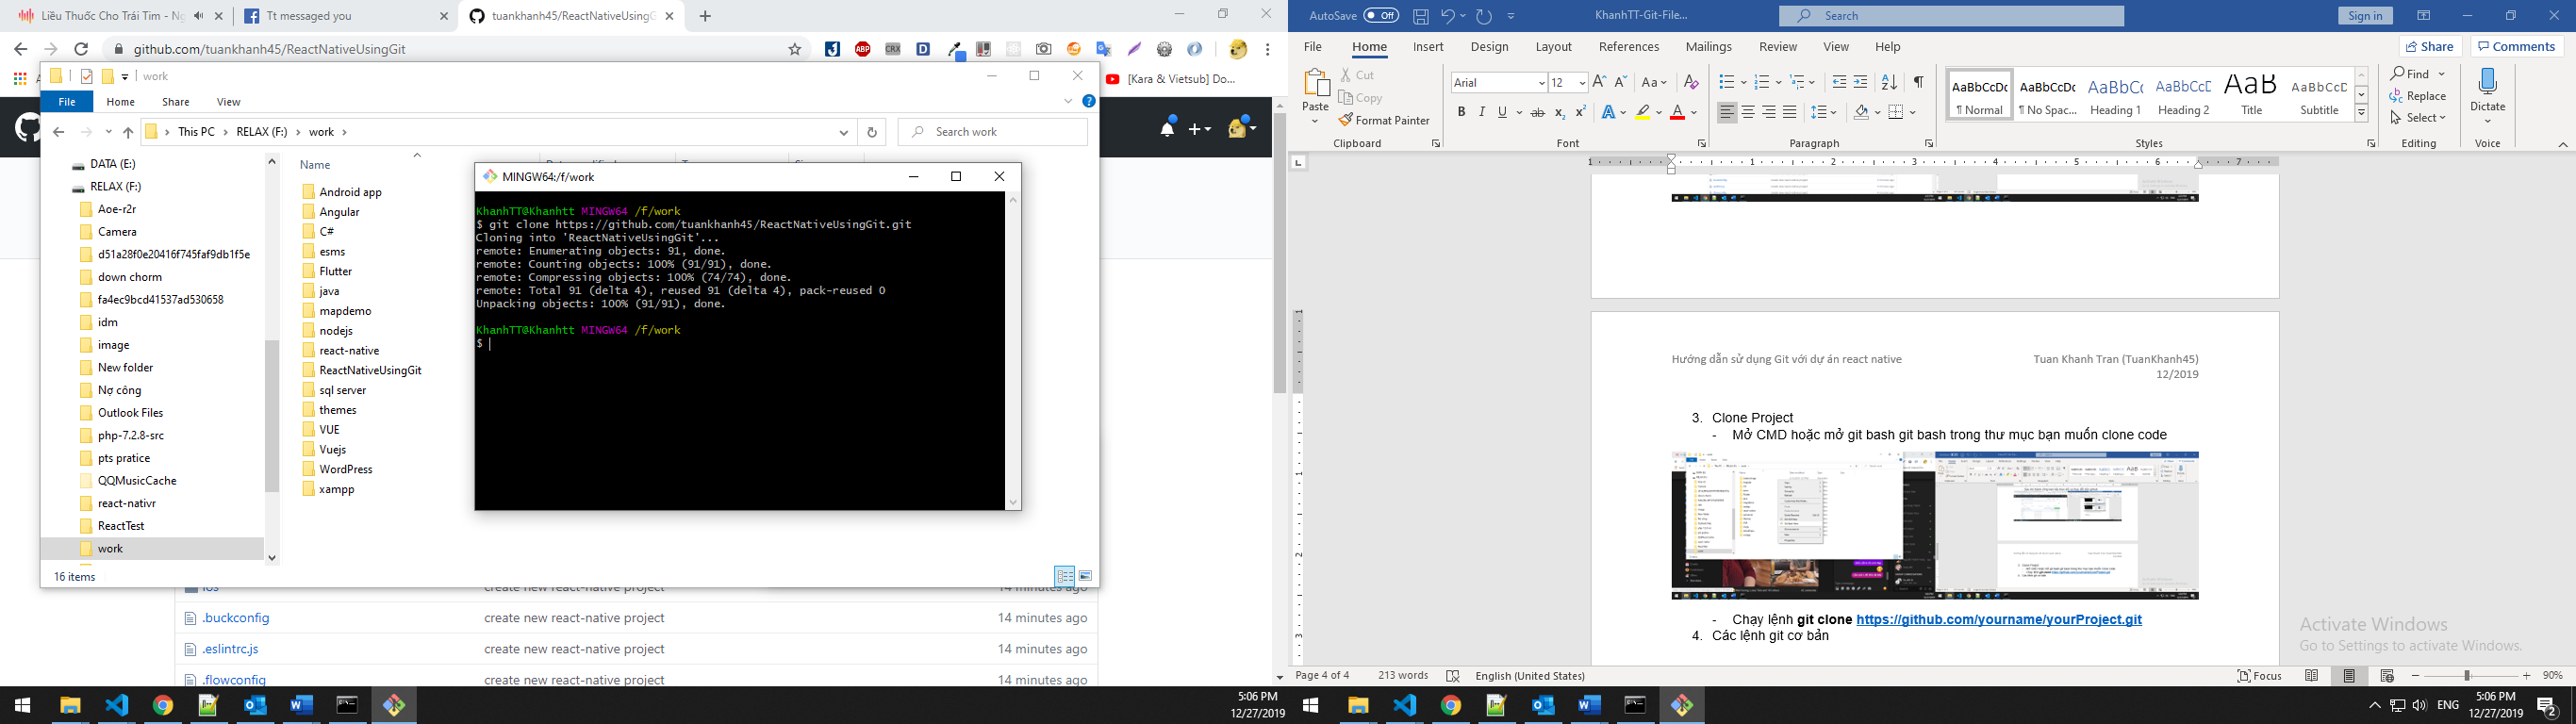 Liều Thuốc Cho Trái Tim - Ng
Tt messaged you
tuankhanh45/ReactNativeUsingG
github.com/tuankhanh45/ReactNativeUsingGit
[Kara & Vietsub] Do...
work
File
Home
Share
View
This PC
RELAX (F:)
work
Search work
DATA (E:)
RELAX (F:)
Aoe-r2r
Camera
d51a28f0e20416f745faf9db1f5e
down chorm
fa4ec9bcd41537ad530658
idm
image
New folder
Nợ công
Outlook Files
php-7.2.8-src
pts pratice
QQMusicCache
react-nativr
ReactTest
work
16 items
Name
Android app
Angular
C#
esms
Flutter
java
mapdemo
nodejs
react-native
ReactNativeUsingGit
sql server
themes
VUE
Vuejs
WordPress
xampp
MINGW64:/f/work
KhanhTT@Khanhtt MINGW64 /f/work
$ git clone https://github.com/tuankhanh45/ReactNativeUsingGit.git
Cloning into 'ReactNativeUsingGit'...
remote: Enumerating objects: 91, done.
remote: Counting objects: 100% (91/91), done.
remote: Compressing objects: 100% (74/74), done.
remote: Total 91 (delta 4), reused 91 (delta 4), pack-reused 0
Unpacking objects: 100% (91/91), done.
KhanhTT@Khanhtt MINGW64 /f/work
$
ios create new react-native project 14 minutes ago
.buckconfig create new react-native project 14 minutes ago
.eslintrc.js create new react-native project 14 minutes ago
.flowconfig create new react-native project 14 minutes ago
5:06 PM
12/27/2019
AutoSave Off
KhanhTT-Git-File...
Search
Sign in
File Home Insert Design Layout References Mailings Review View Help
Share
Comments
Paste
Cut
Copy
Format Painter
Clipboard
Arial 12
Font
Paragraph
AaBbCcDc AaBbCcDc AaBbCc AaBbCcD AaB AaBbCcD
¶ Normal ¶ No Spac... Heading 1 Heading 2 Title Subtitle
Styles
Find
Replace
Select
Editing
Dictate
Voice
Hướng dẫn sử dụng Git với dự án react native
Tuan Khanh Tran (TuanKhanh45)
12/2019
3. Clone Project
- Mở CMD hoặc mở git bash git bash trong thư mục bạn muốn clone code
- Chạy lệnh git clone https://github.com/yourname/yourProject.git
4. Các lệnh git cơ bản
Activate Windows
Go to Settings to activate Windows.
Page 4 of 4
213 words
English (United States)
Focus
90%
ENG
5:06 PM
12/27/2019
2